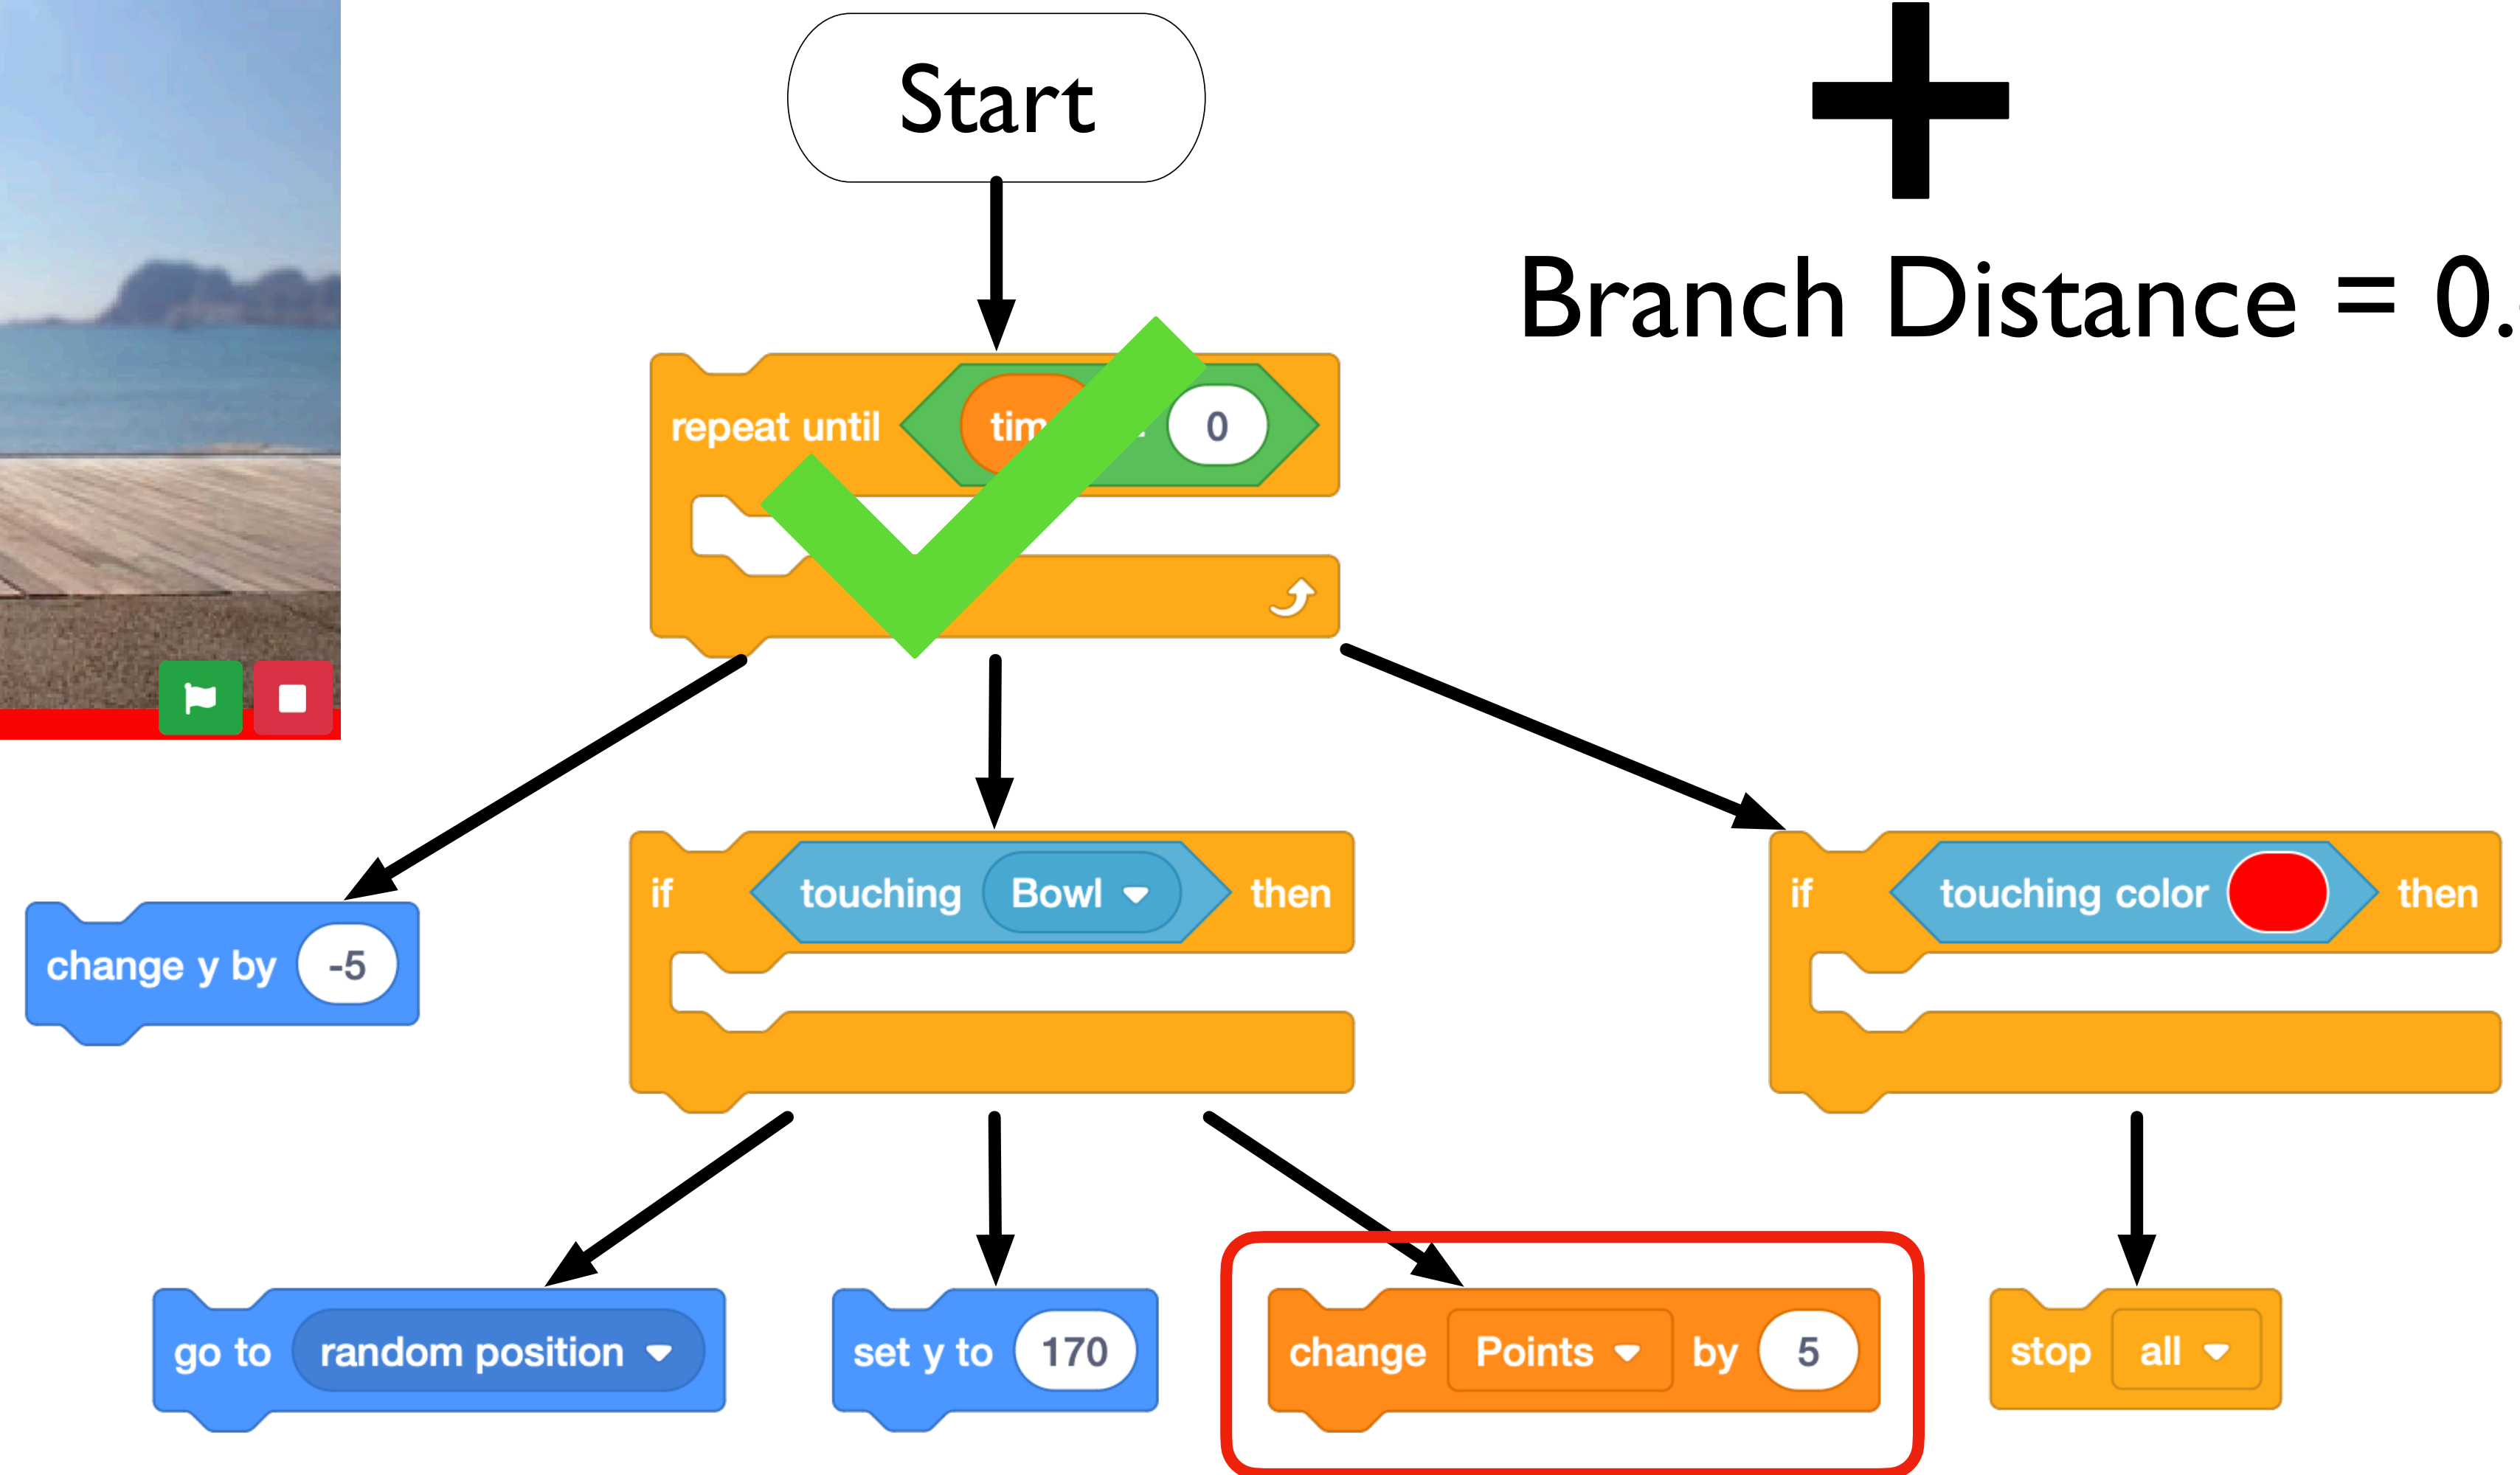 Start
Branch Distance = 0.
repeat until 0
if touching Bowl then
if touching color then
change y by -5
go to random position
set y to 170
change Points by 5
stop all